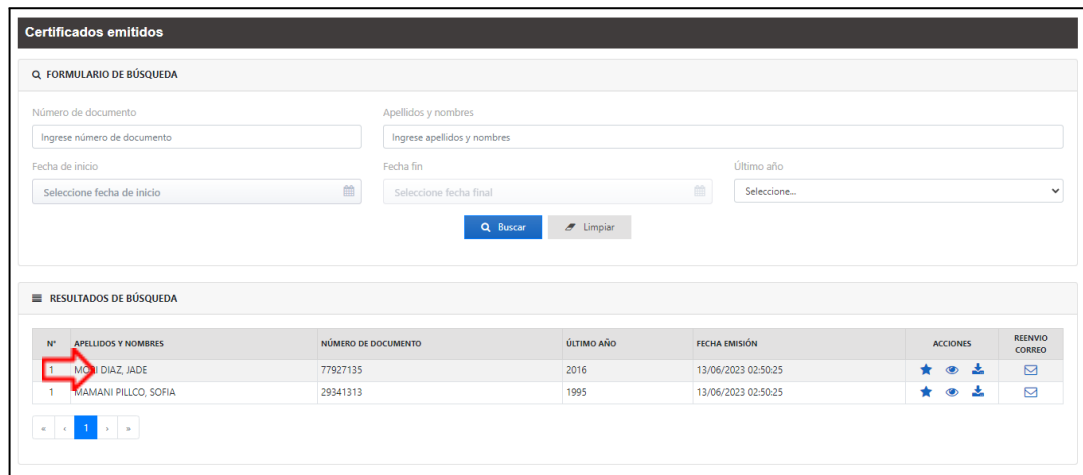 Certificados emitidos
FORMULARIO DE BÚSQUEDA
Número de documento Apellidos y nombres
Ingrese número de documento Ingrese apellidos y nombres
Fecha de inicio Fecha fin Último año
Seleccione fecha de inicio Seleccione fecha final Seleccione...
Buscar Limpiar
RESULTADOS DE BÚSQUEDA
N° APELLIDOS Y NOMBRES NÚMERO DE DOCUMENTO ÚLTIMO AÑO FECHA EMISIÓN ACCIONES REENVIO CORREO
1 DIAZ, JADE 77927135 2016 13/06/2023 02:50:25
1 MAMANI PILLCO, SOFIA 29341313 1995 13/06/2023 02:50:25
« ‹ 1 › »